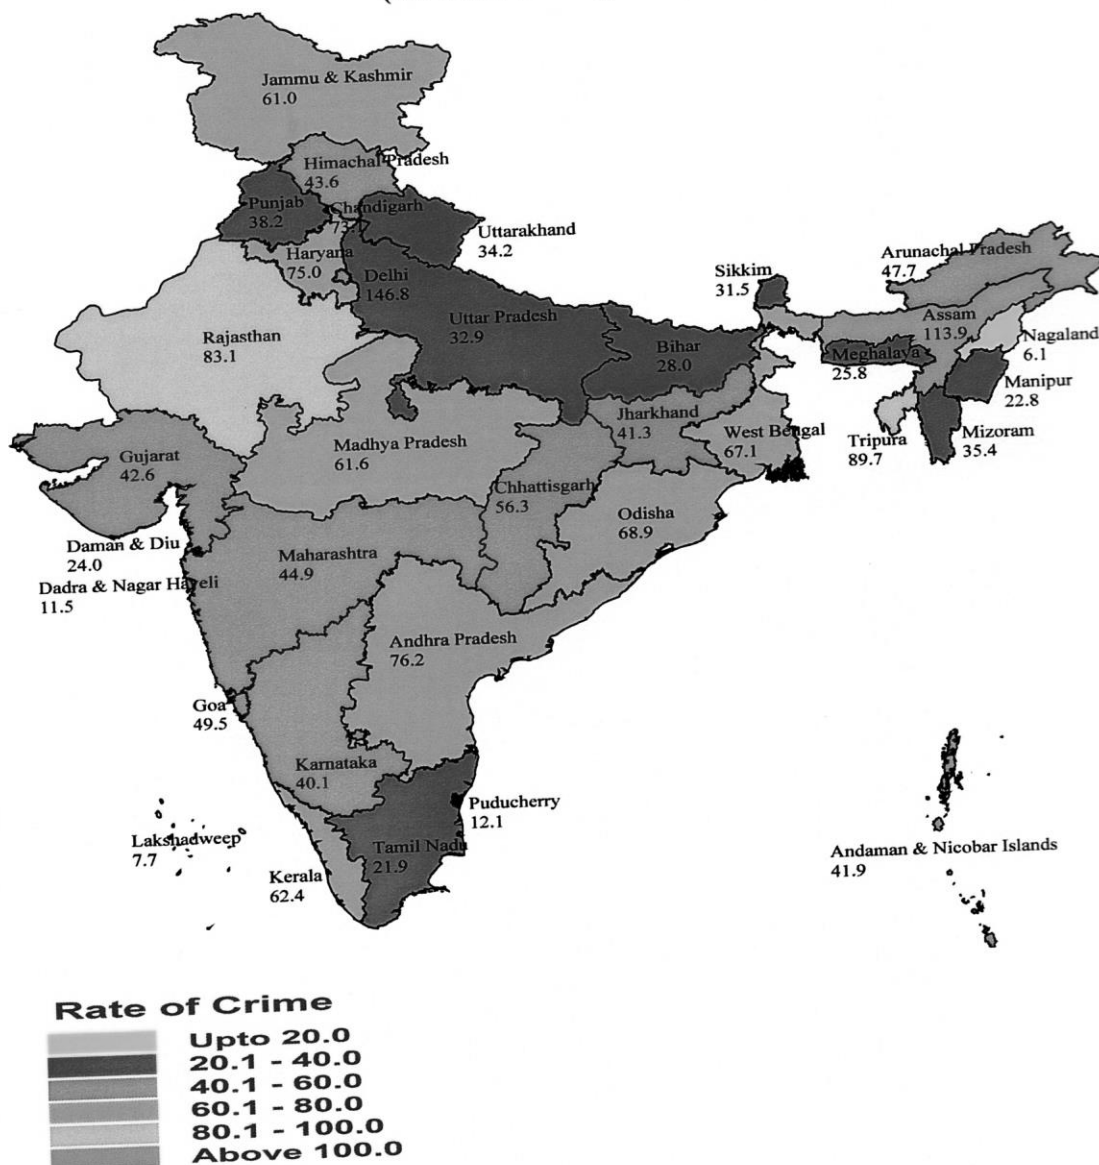 Jammu & Kashmir
61.0
Himachal Pradesh
43.6
Punjab
38.2
Chandigarh
Uttarakhand
34.2
Haryana
75.0
Delhi
146.8
Rajasthan
83.1
Uttar Pradesh
32.9
Bihar
28.0
Sikkim
31.5
Arunachal Pradesh
47.7
Assam
113.9
Nagaland
6.1
Meghalaya
25.8
Manipur
22.8
Tripura
89.7
Mizoram
35.4
Gujarat
42.6
Madhya Pradesh
61.6
Jharkhand
41.3
West Bengal
67.1
Chhattisgarh
56.3
Odisha
68.9
Daman & Diu
24.0
Dadra & Nagar Haveli
11.5
Maharashtra
44.9
Andhra Pradesh
76.2
Goa
49.5
Karnataka
40.1
Puducherry
12.1
Lakshadweep
7.7
Tamil Nadu
21.9
Kerala
62.4
Andaman & Nicobar Islands
41.9
Rate of Crime
Upto 20.0
20.1 - 40.0
40.1 - 60.0
60.1 - 80.0
80.1 - 100.0
Above 100.0